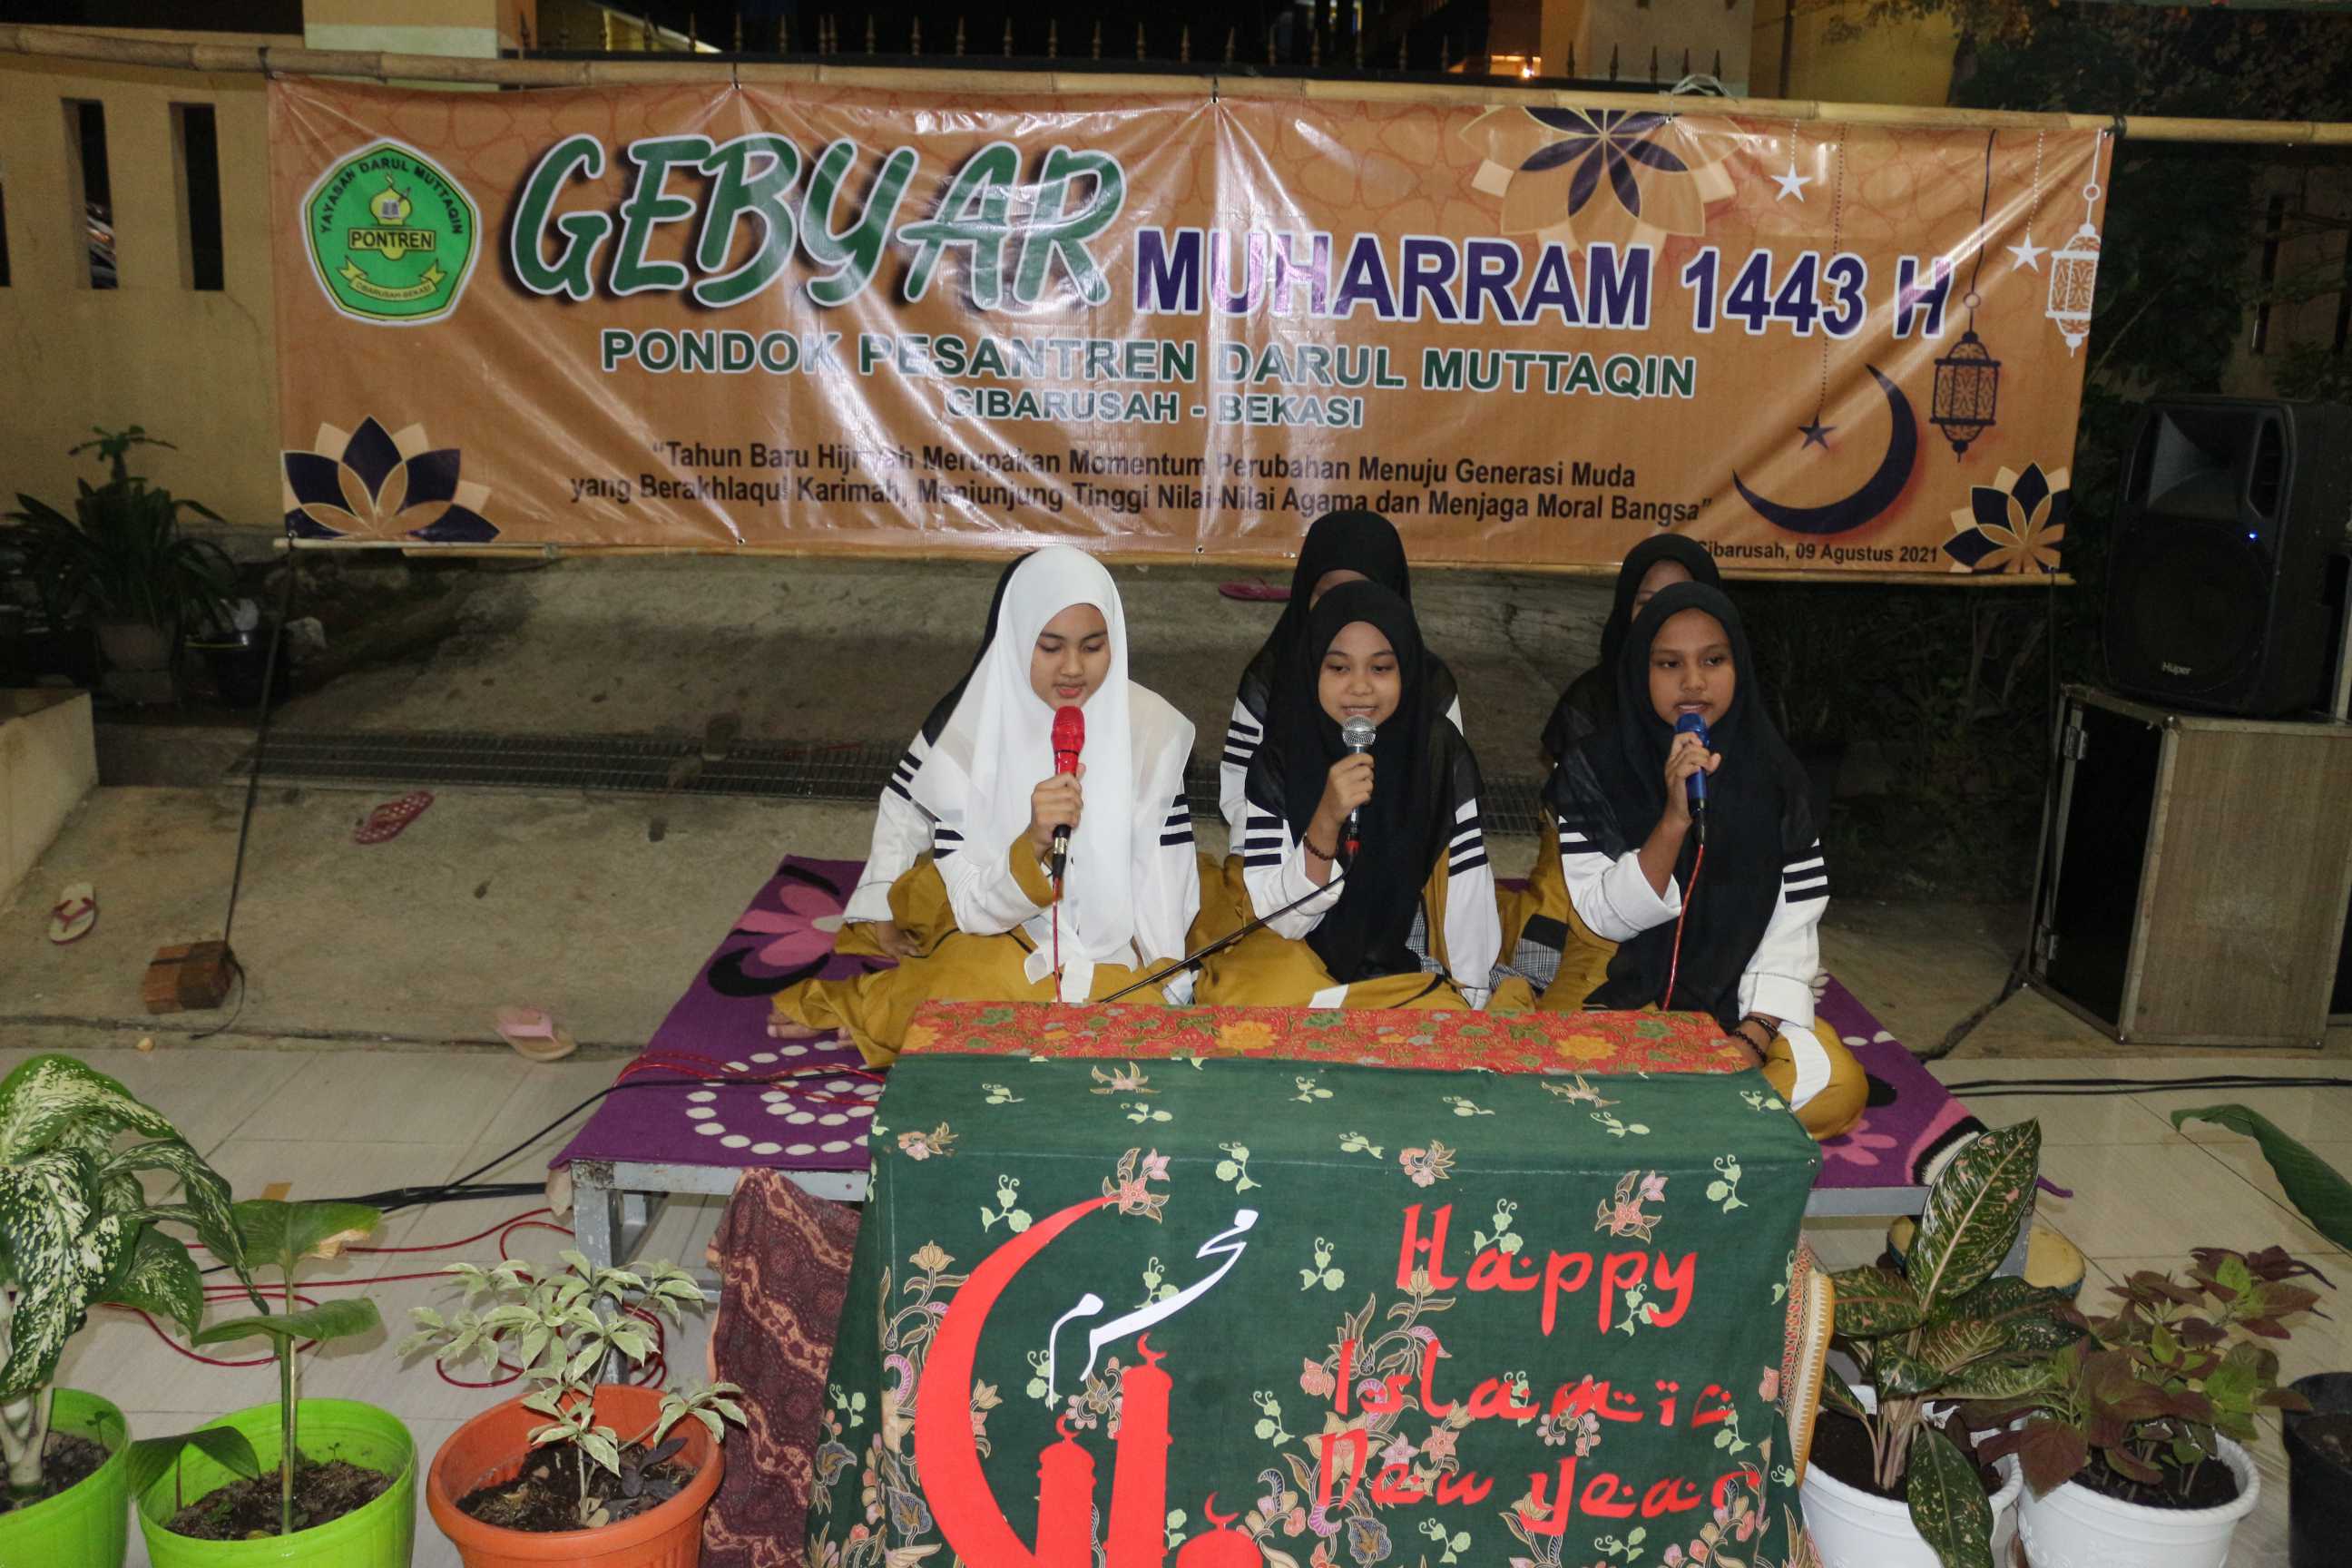 YAYASAN DARUL MUTTAQIN
PONTREN
CIBARUSAH-BEKASI
GEBYAR MUHARRAM 1443 H
PONDOK PESANTREN DARUL MUTTAQIN
CIBARUSAH - BEKASI
"Tahun Baru Hijriyah Merupakan Momentum Perubahan Menuju Generasi Muda
yang Berakhlaqul Karimah, Menjunjung Tinggi Nilai-Nilai Agama dan Menjaga Moral Bangsa"
Cibarusah, 09 Agustus 2021
Huper
محرم
Happy
Islamic
New Year